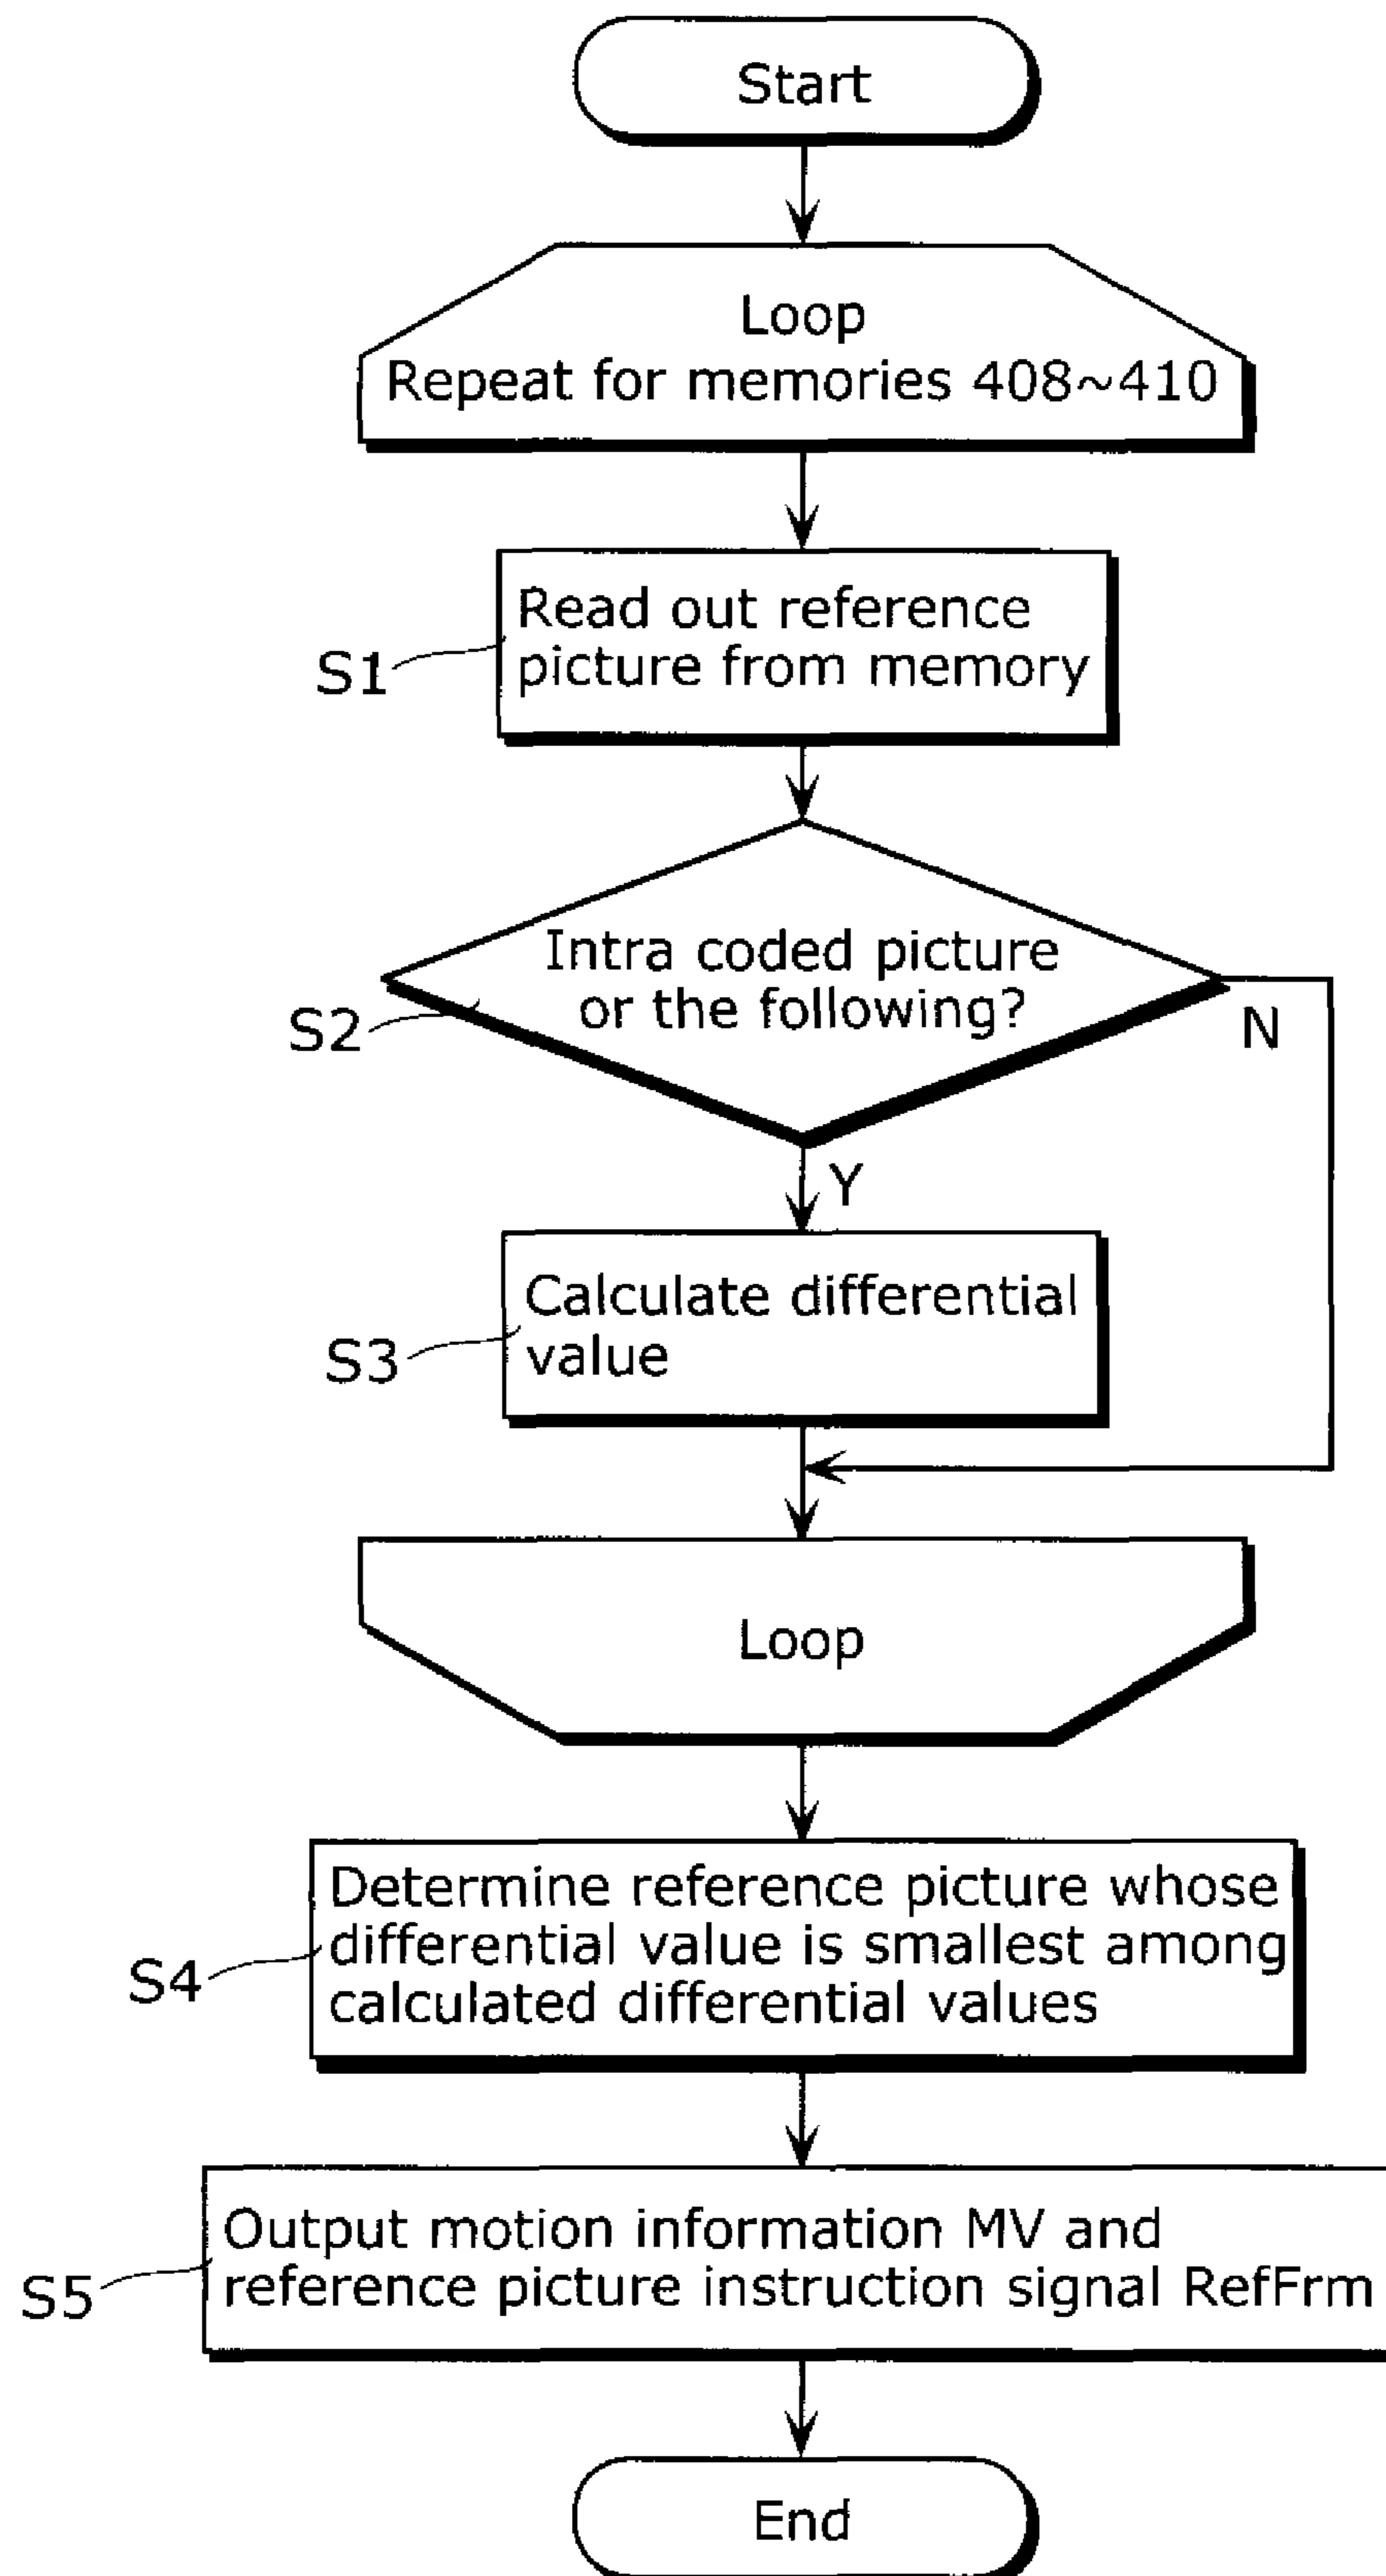 Start
Loop
Repeat for memories 408~410
Read out reference
picture from memory
S1
Intra coded picture
or the following?
S2
N
Y
Calculate differential
value
S3
Loop
Determine reference picture whose
differential value is smallest among
calculated differential values
S4
Output motion information MV and
reference picture instruction signal RefFrm
S5
End